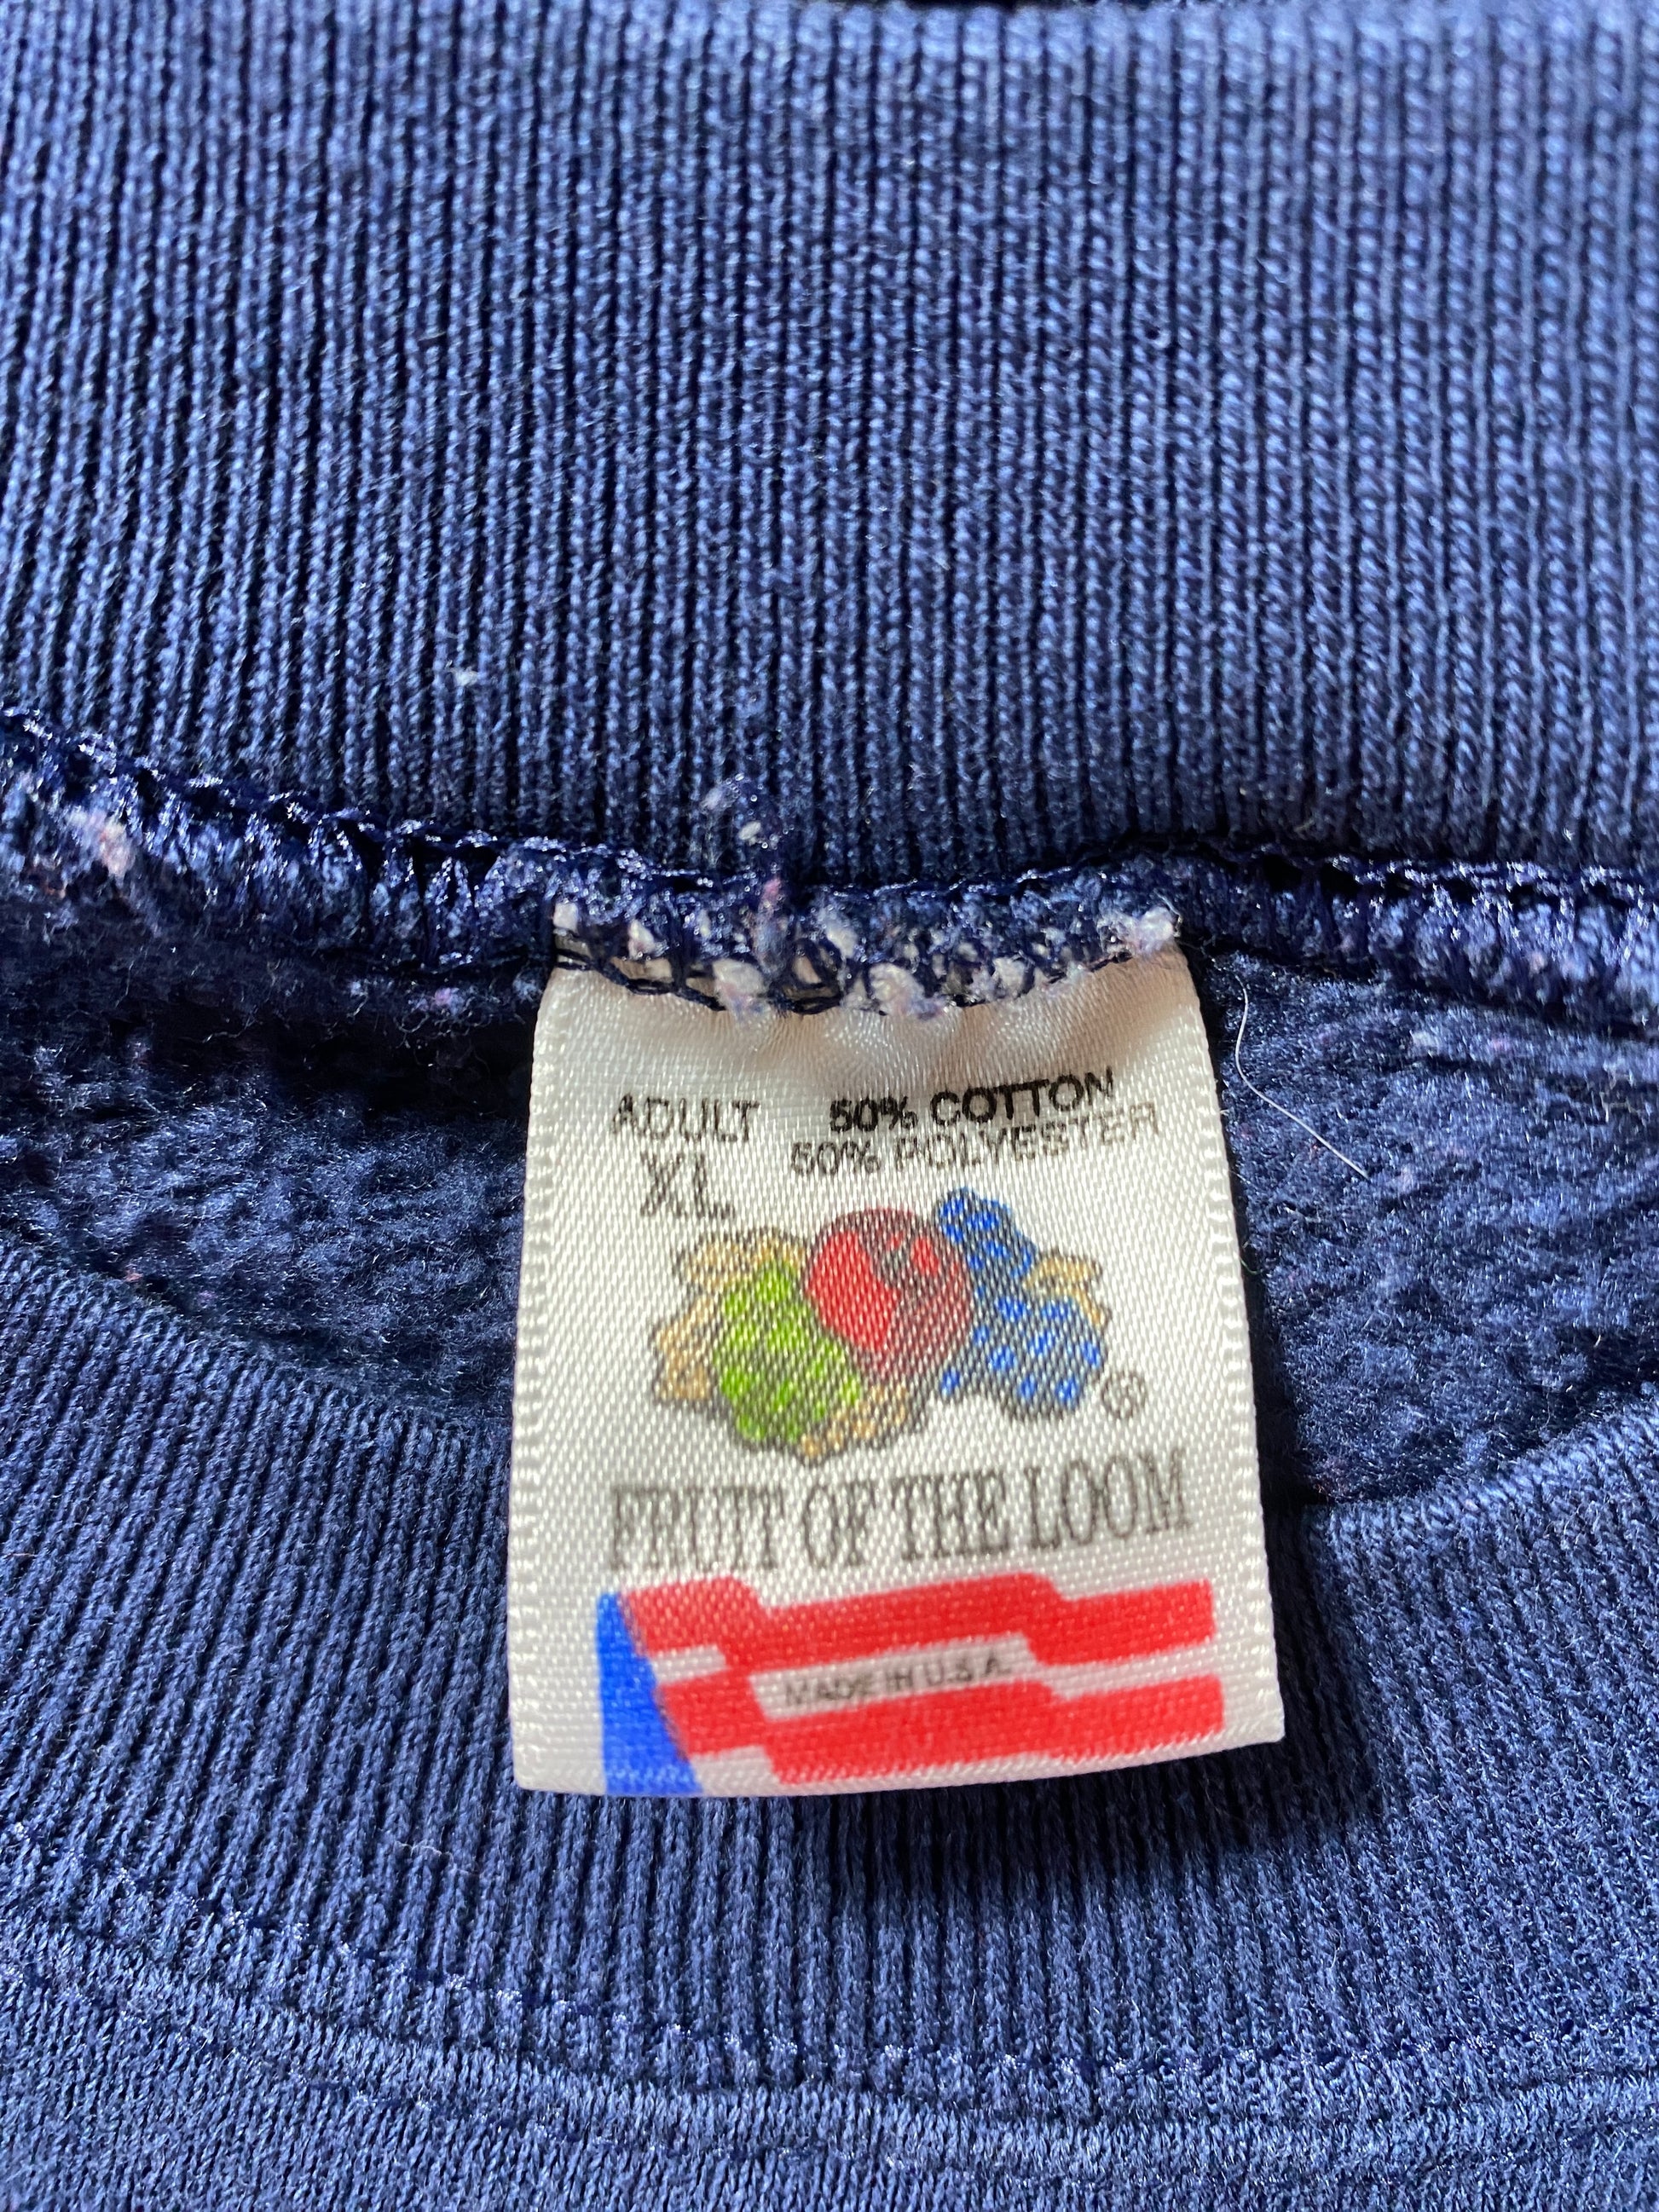 ADULT 50% COTTON
XL 50% POLYESTER
®
FRUIT OF THE LOOM
MADE IN U.S.A.